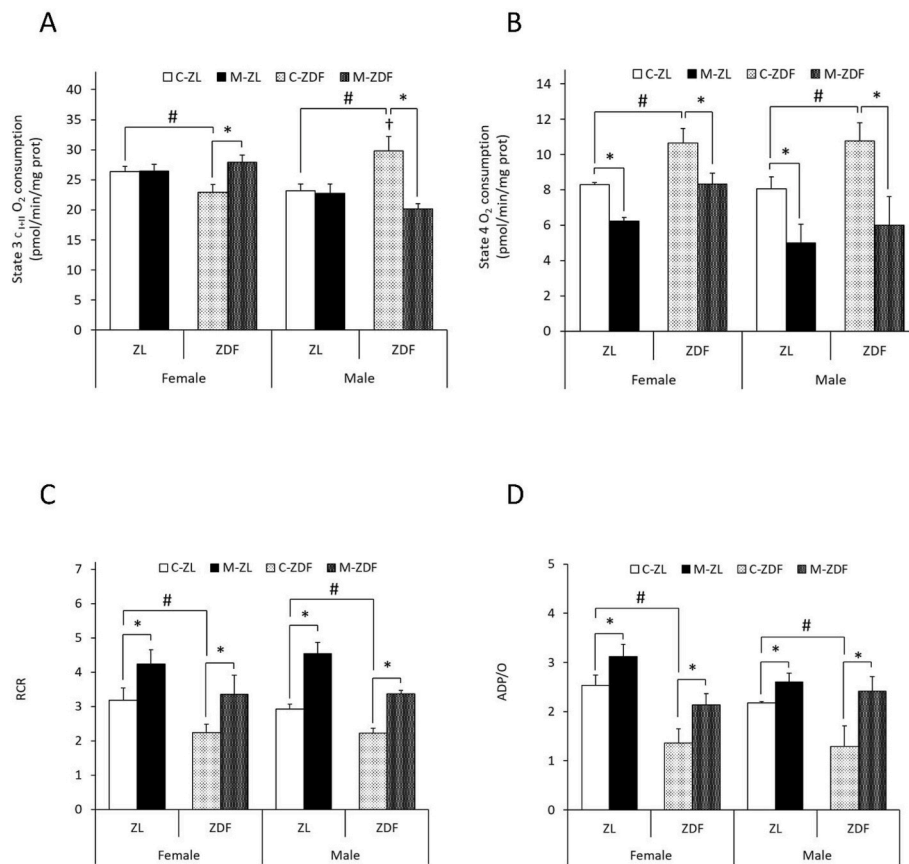 A
C-ZL M-ZL C-ZDF M-ZDF
State 3 c I+II O2 consumption
(pmol/min/mg prot)
40
35
30
25
20
15
10
5
0
# * # † *
ZL ZDF ZL ZDF
Female Male
B
C-ZL M-ZL C-ZDF M-ZDF
State 4 O2 consumption
(pmol/min/mg prot)
14
12
10
8
6
4
2
0
# * * # * *
ZL ZDF ZL ZDF
Female Male
C
C-ZL M-ZL C-ZDF M-ZDF
RCR
7
6
5
4
3
2
1
0
# * * # * *
ZL ZDF ZL ZDF
Female Male
D
C-ZL M-ZL C-ZDF M-ZDF
ADP/O
5
4
3
2
1
0
# * * # * *
ZL ZDF ZL ZDF
Female Male